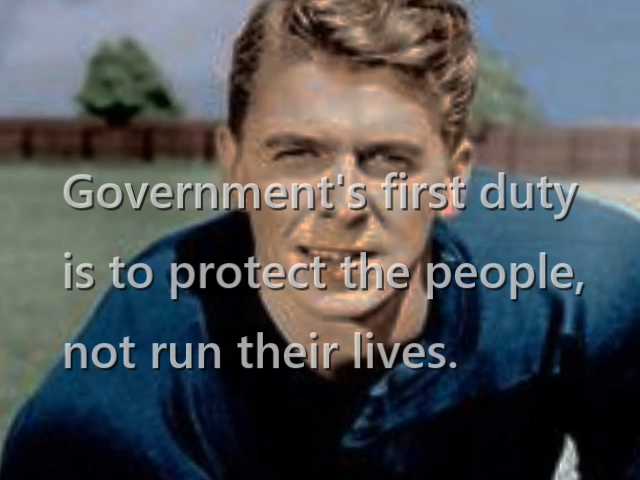 Government's first duty
is to protect the people,
not run their lives.